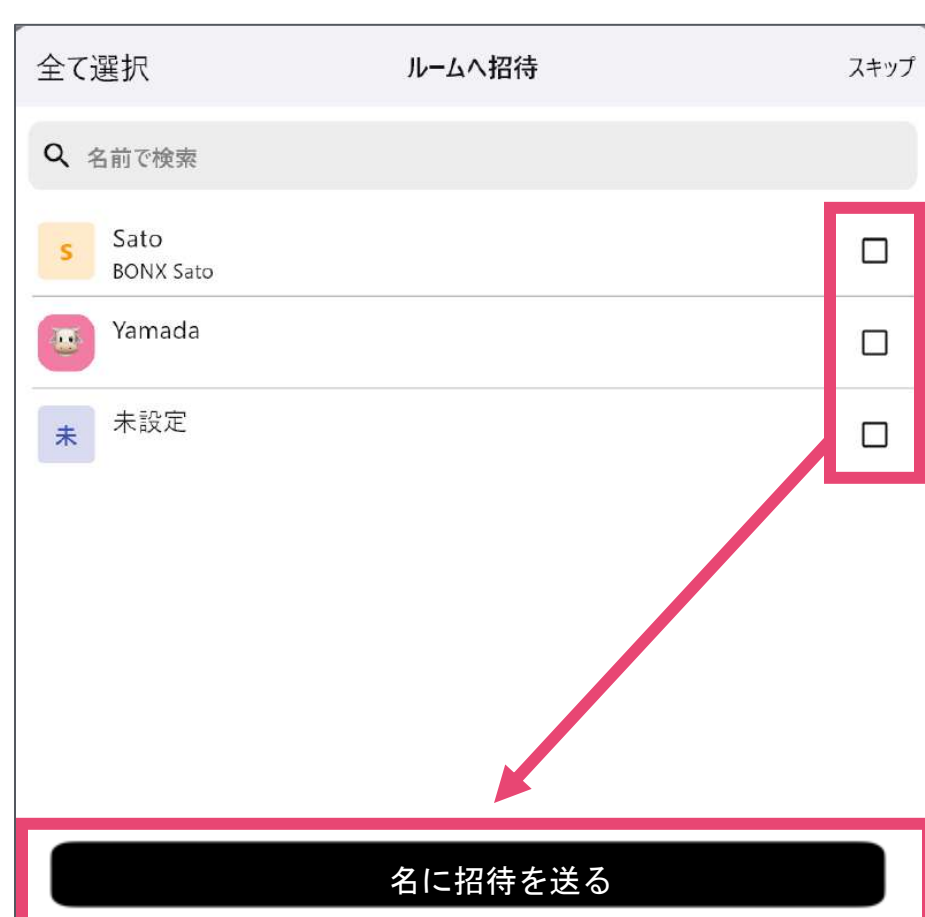 全て選択 ルームへ招待 スキップ
名前で検索
S
Sato
BONX Sato
Yamada
未
未設定
名に招待を送る